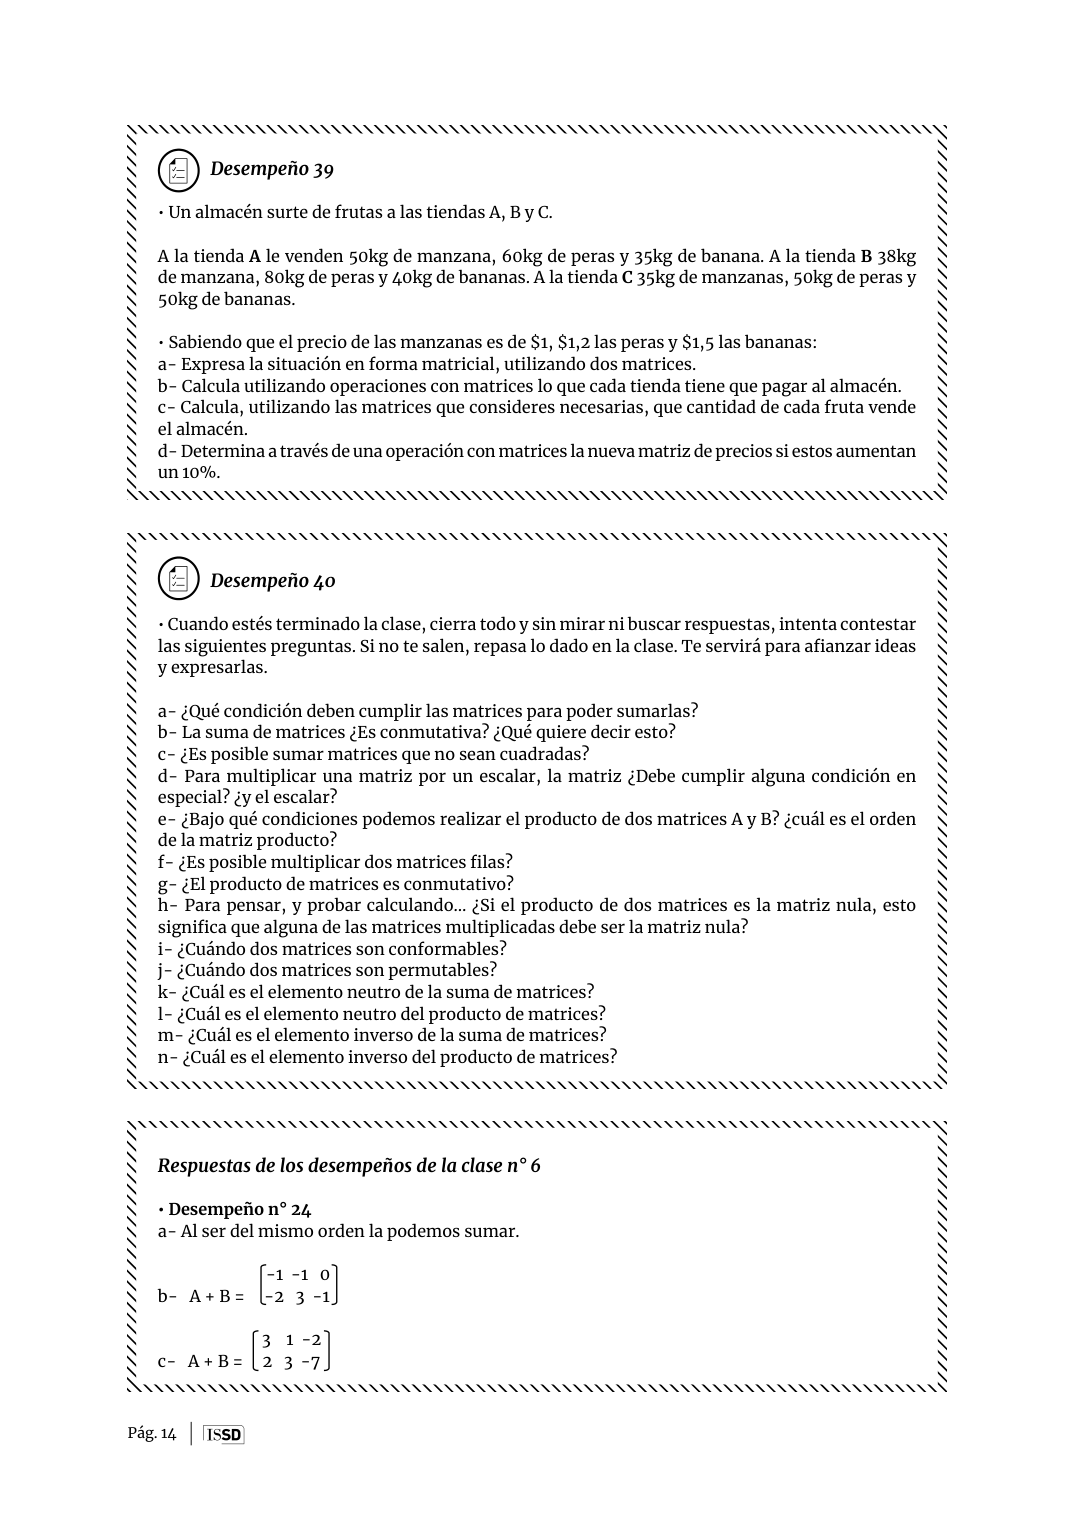 Desempeño 39
• Un almacén surte de frutas a las tiendas A, B y C.
A la tienda A le venden 50kg de manzana, 60kg de peras y 35kg de banana. A la tienda B 38kg
de manzana, 80kg de peras y 40kg de bananas. A la tienda C 35kg de manzanas, 50kg de peras y
50kg de bananas.
• Sabiendo que el precio de las manzanas es de $1, $1,2 las peras y $1,5 las bananas:
a- Expresa la situación en forma matricial, utilizando dos matrices.
b- Calcula utilizando operaciones con matrices lo que cada tienda tiene que pagar al almacén.
c- Calcula, utilizando las matrices que consideres necesarias, que cantidad de cada fruta vende
el almacén.
d- Determina a través de una operación con matrices la nueva matriz de precios si estos aumentan
un 10%.
Desempeño 40
• Cuando estés terminado la clase, cierra todo y sin mirar ni buscar respuestas, intenta contestar
las siguientes preguntas. Si no te salen, repasa lo dado en la clase. Te servirá para afianzar ideas
y expresarlas.
a- ¿Qué condición deben cumplir las matrices para poder sumarlas?
b- La suma de matrices ¿Es conmutativa? ¿Qué quiere decir esto?
c- ¿Es posible sumar matrices que no sean cuadradas?
d- Para multiplicar una matriz por un escalar, la matriz ¿Debe cumplir alguna condición en
especial? ¿y el escalar?
e- ¿Bajo qué condiciones podemos realizar el producto de dos matrices A y B? ¿cuál es el orden
de la matriz producto?
f- ¿Es posible multiplicar dos matrices filas?
g- ¿El producto de matrices es conmutativo?
h- Para pensar, y probar calculando... ¿Si el producto de dos matrices es la matriz nula, esto
significa que alguna de las matrices multiplicadas debe ser la matriz nula?
i- ¿Cuándo dos matrices son conformables?
j- ¿Cuándo dos matrices son permutables?
k- ¿Cuál es el elemento neutro de la suma de matrices?
l- ¿Cuál es el elemento neutro del producto de matrices?
m- ¿Cuál es el elemento inverso de la suma de matrices?
n- ¿Cuál es el elemento inverso del producto de matrices?
Respuestas de los desempeños de la clase n° 6
• Desempeño n° 24
a- Al ser del mismo orden la podemos sumar.
-1 -1 0
b- A + B = -2 3 -1
3 1 -2
c- A + B = 2 3 -7
Pág. 14 | ISSD